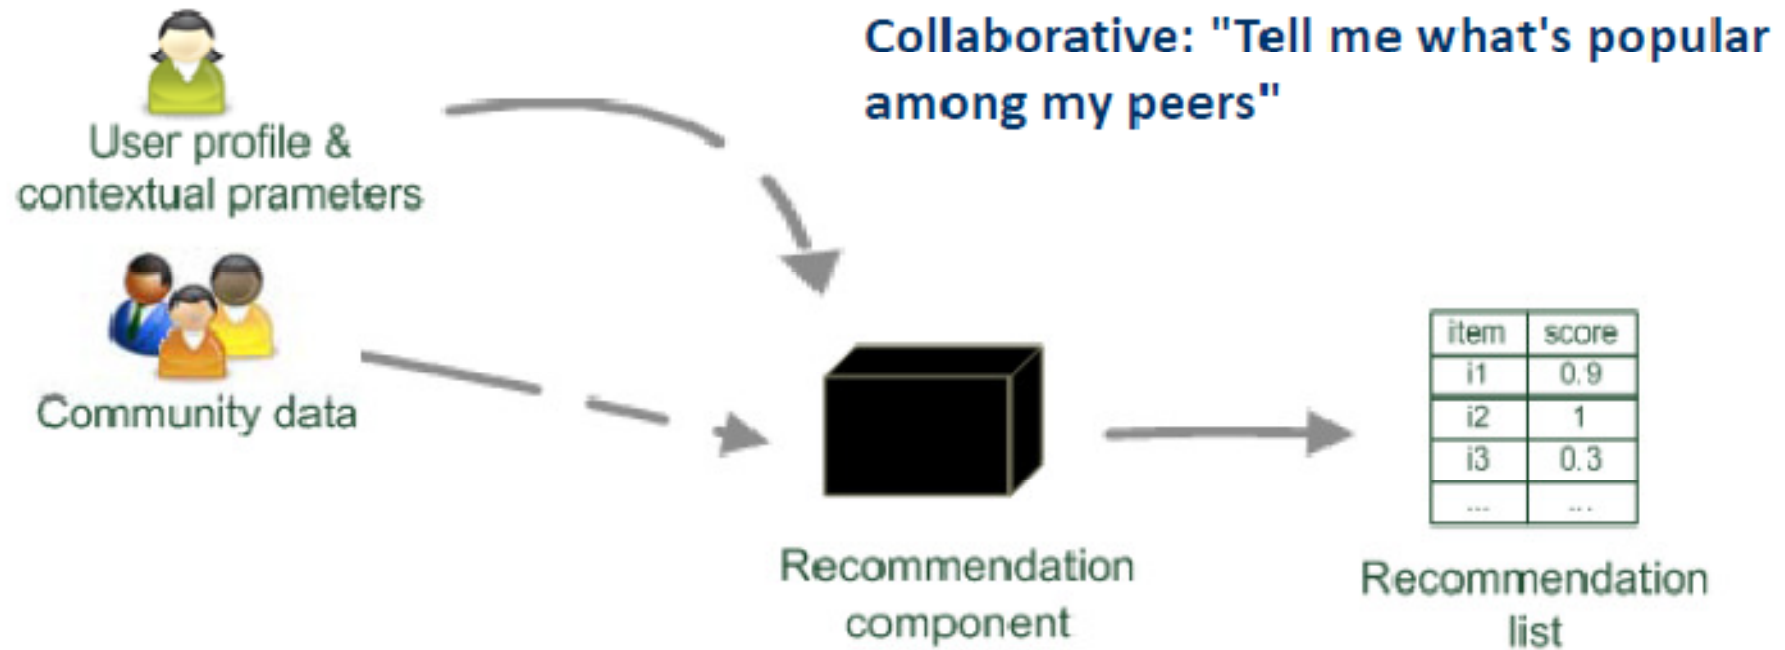 Collaborative: "Tell me what's popular
among my peers"
User profile &
contextual prameters
Community data
Recommendation
component
item score
i1 0.9
i2 1
i3 0.3
... ...
Recommendation
list